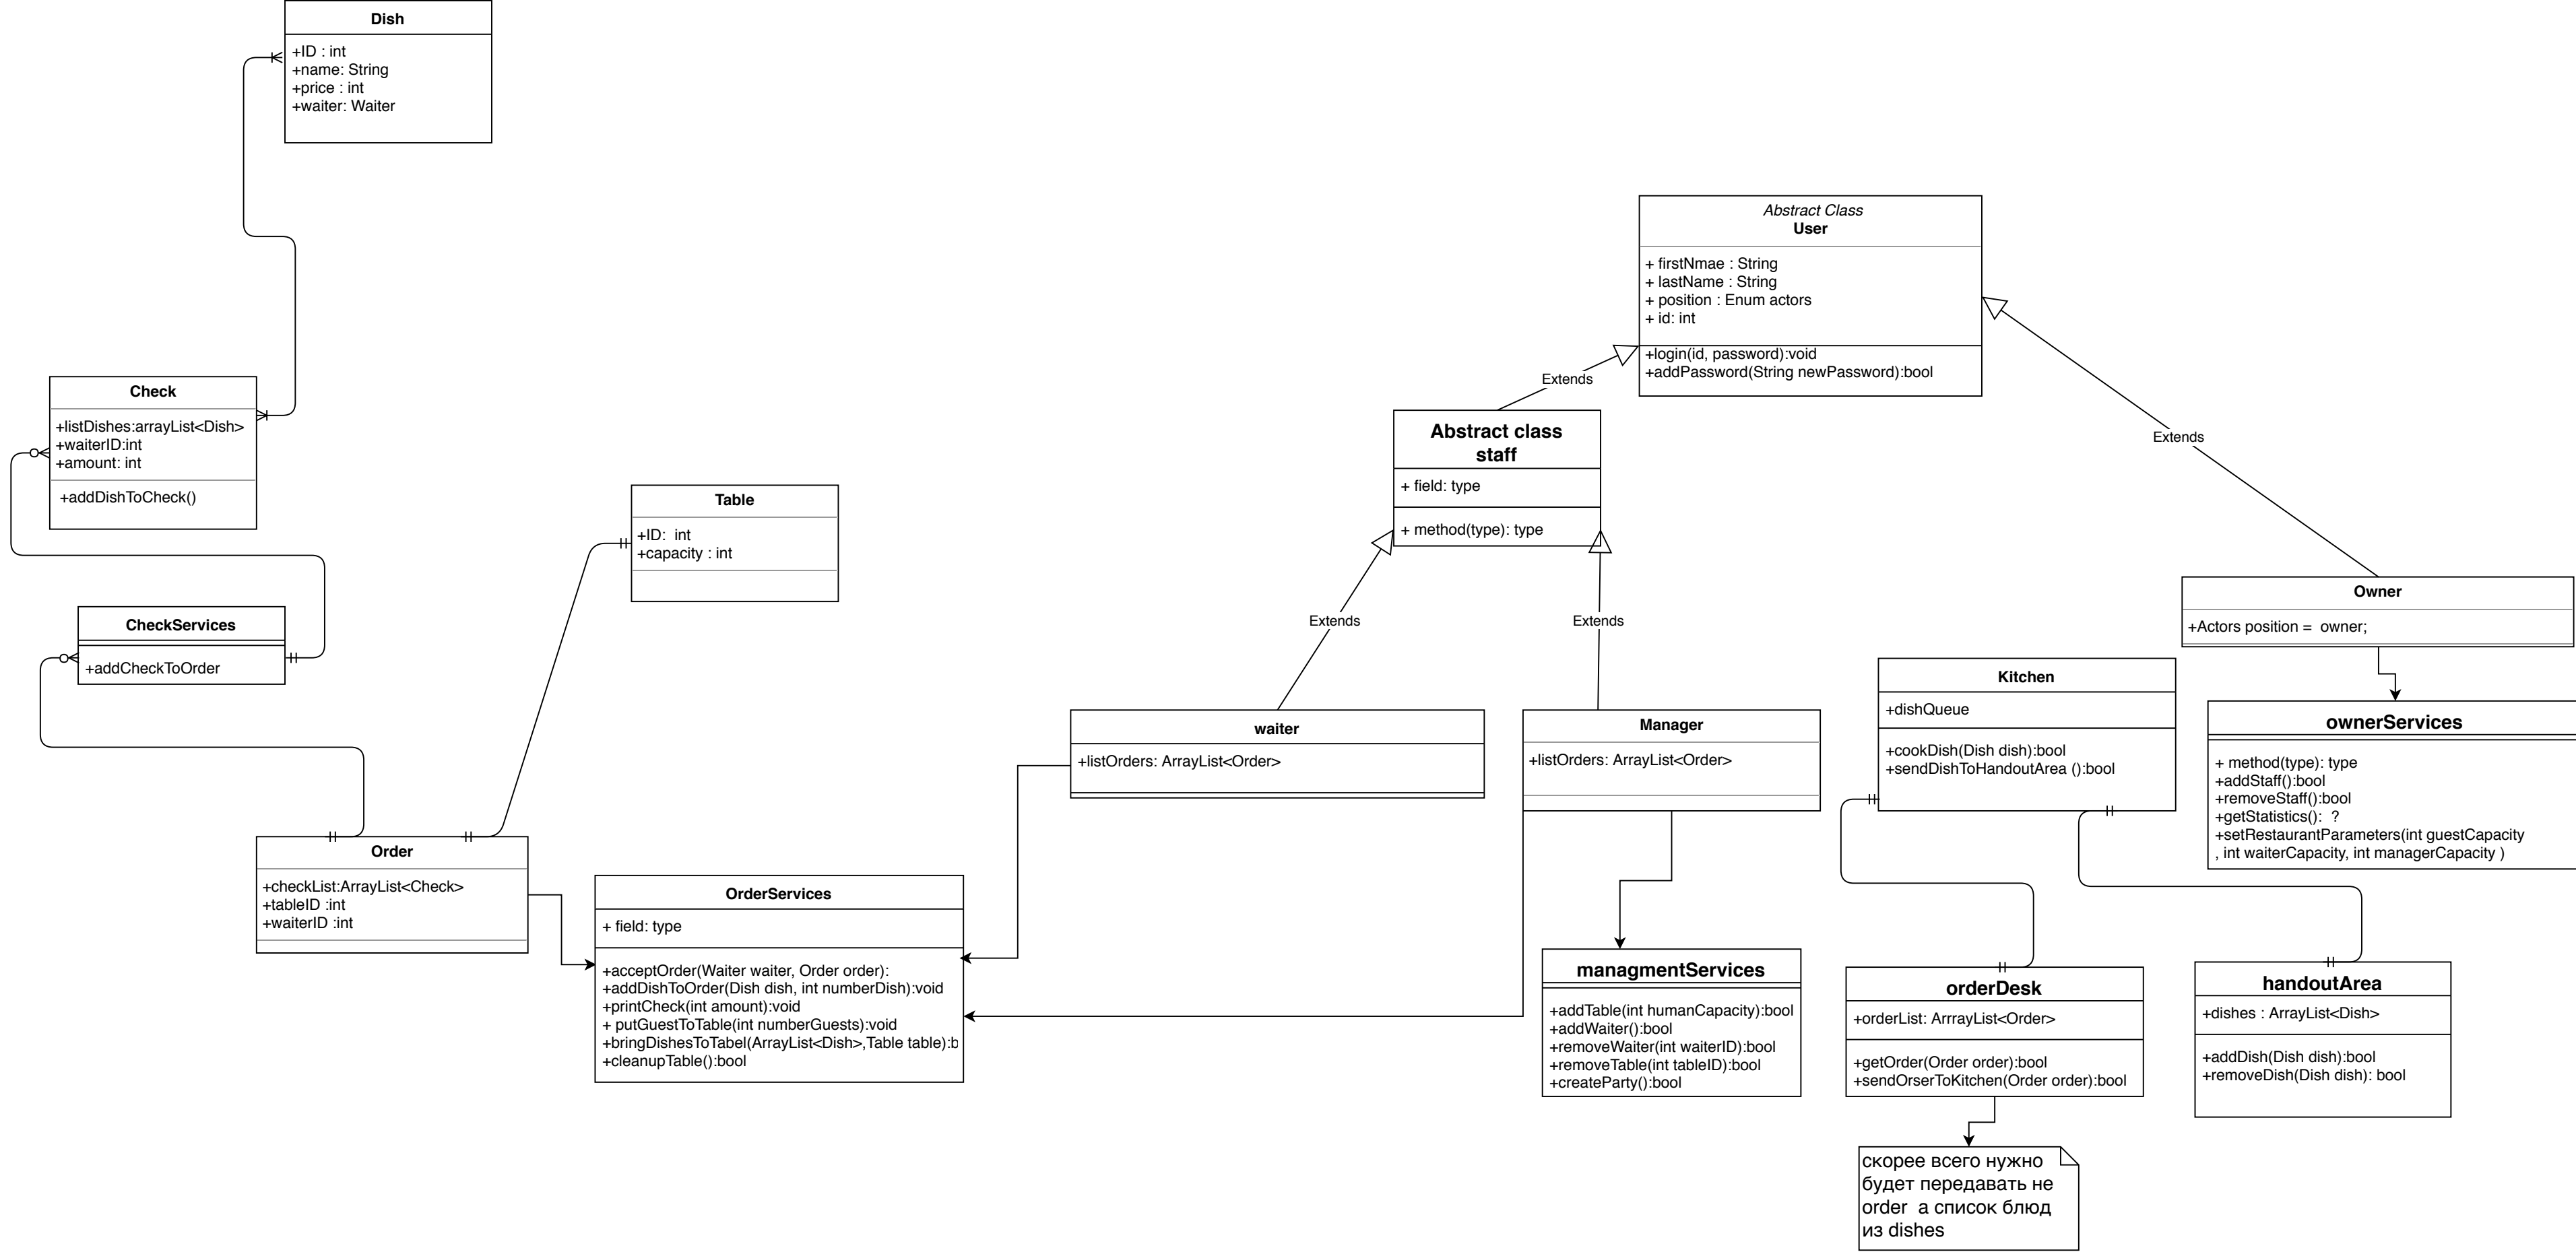 Dish
+ID : int
+name: String
+price : int
+waiter: Waiter
Abstract Class
User
+ firstNmae : String
+ lastName : String
+ position : Enum actors
+ id: int
+login(id, password):void
+addPassword(String newPassword):bool
Extends
Extends
Check
+listDishes:arrayList<Dish>
+waiterID:int
+amount: int
+addDishToCheck()
Abstract class
staff
+ field: type
+ method(type): type
Table
+ID:  int
+capacity : int
Extends
Extends
CheckServices
+addCheckToOrder
Owner
+Actors position =  owner;
waiter
+listOrders: ArrayList<Order>
Manager
+listOrders: ArrayList<Order>
Kitchen
+dishQueue
+cookDish(Dish dish):bool
+sendDishToHandoutArea ():bool
ownerServices
+ method(type): type
+addStaff():bool
+removeStaff():bool
+getStatistics():  ?
+setRestaurantParameters(int guestCapacity
, int waiterCapacity, int managerCapacity )
Order
+checkList:ArrayList<Check>
+tableID :int
+waiterID :int
OrderServices
+ field: type
+acceptOrder(Waiter waiter, Order order):
+addDishToOrder(Dish dish, int numberDish):void
+printCheck(int amount):void
+ putGuestToTable(int numberGuests):void
+bringDishesToTabel(ArrayList<Dish>,Table table):b
+cleanupTable():bool
managmentServices
+addTable(int humanCapacity):bool
+addWaiter():bool
+removeWaiter(int waiterID):bool
+removeTable(int tableID):bool
+createParty():bool
orderDesk
+orderList: ArrrayList<Order>
+getOrder(Order order):bool
+sendOrserToKitchen(Order order):bool
handoutArea
+dishes : ArrayList<Dish>
+addDish(Dish dish):bool
+removeDish(Dish dish): bool
скорее всего нужно
будет передавать не
order  а список блюд
из dishes